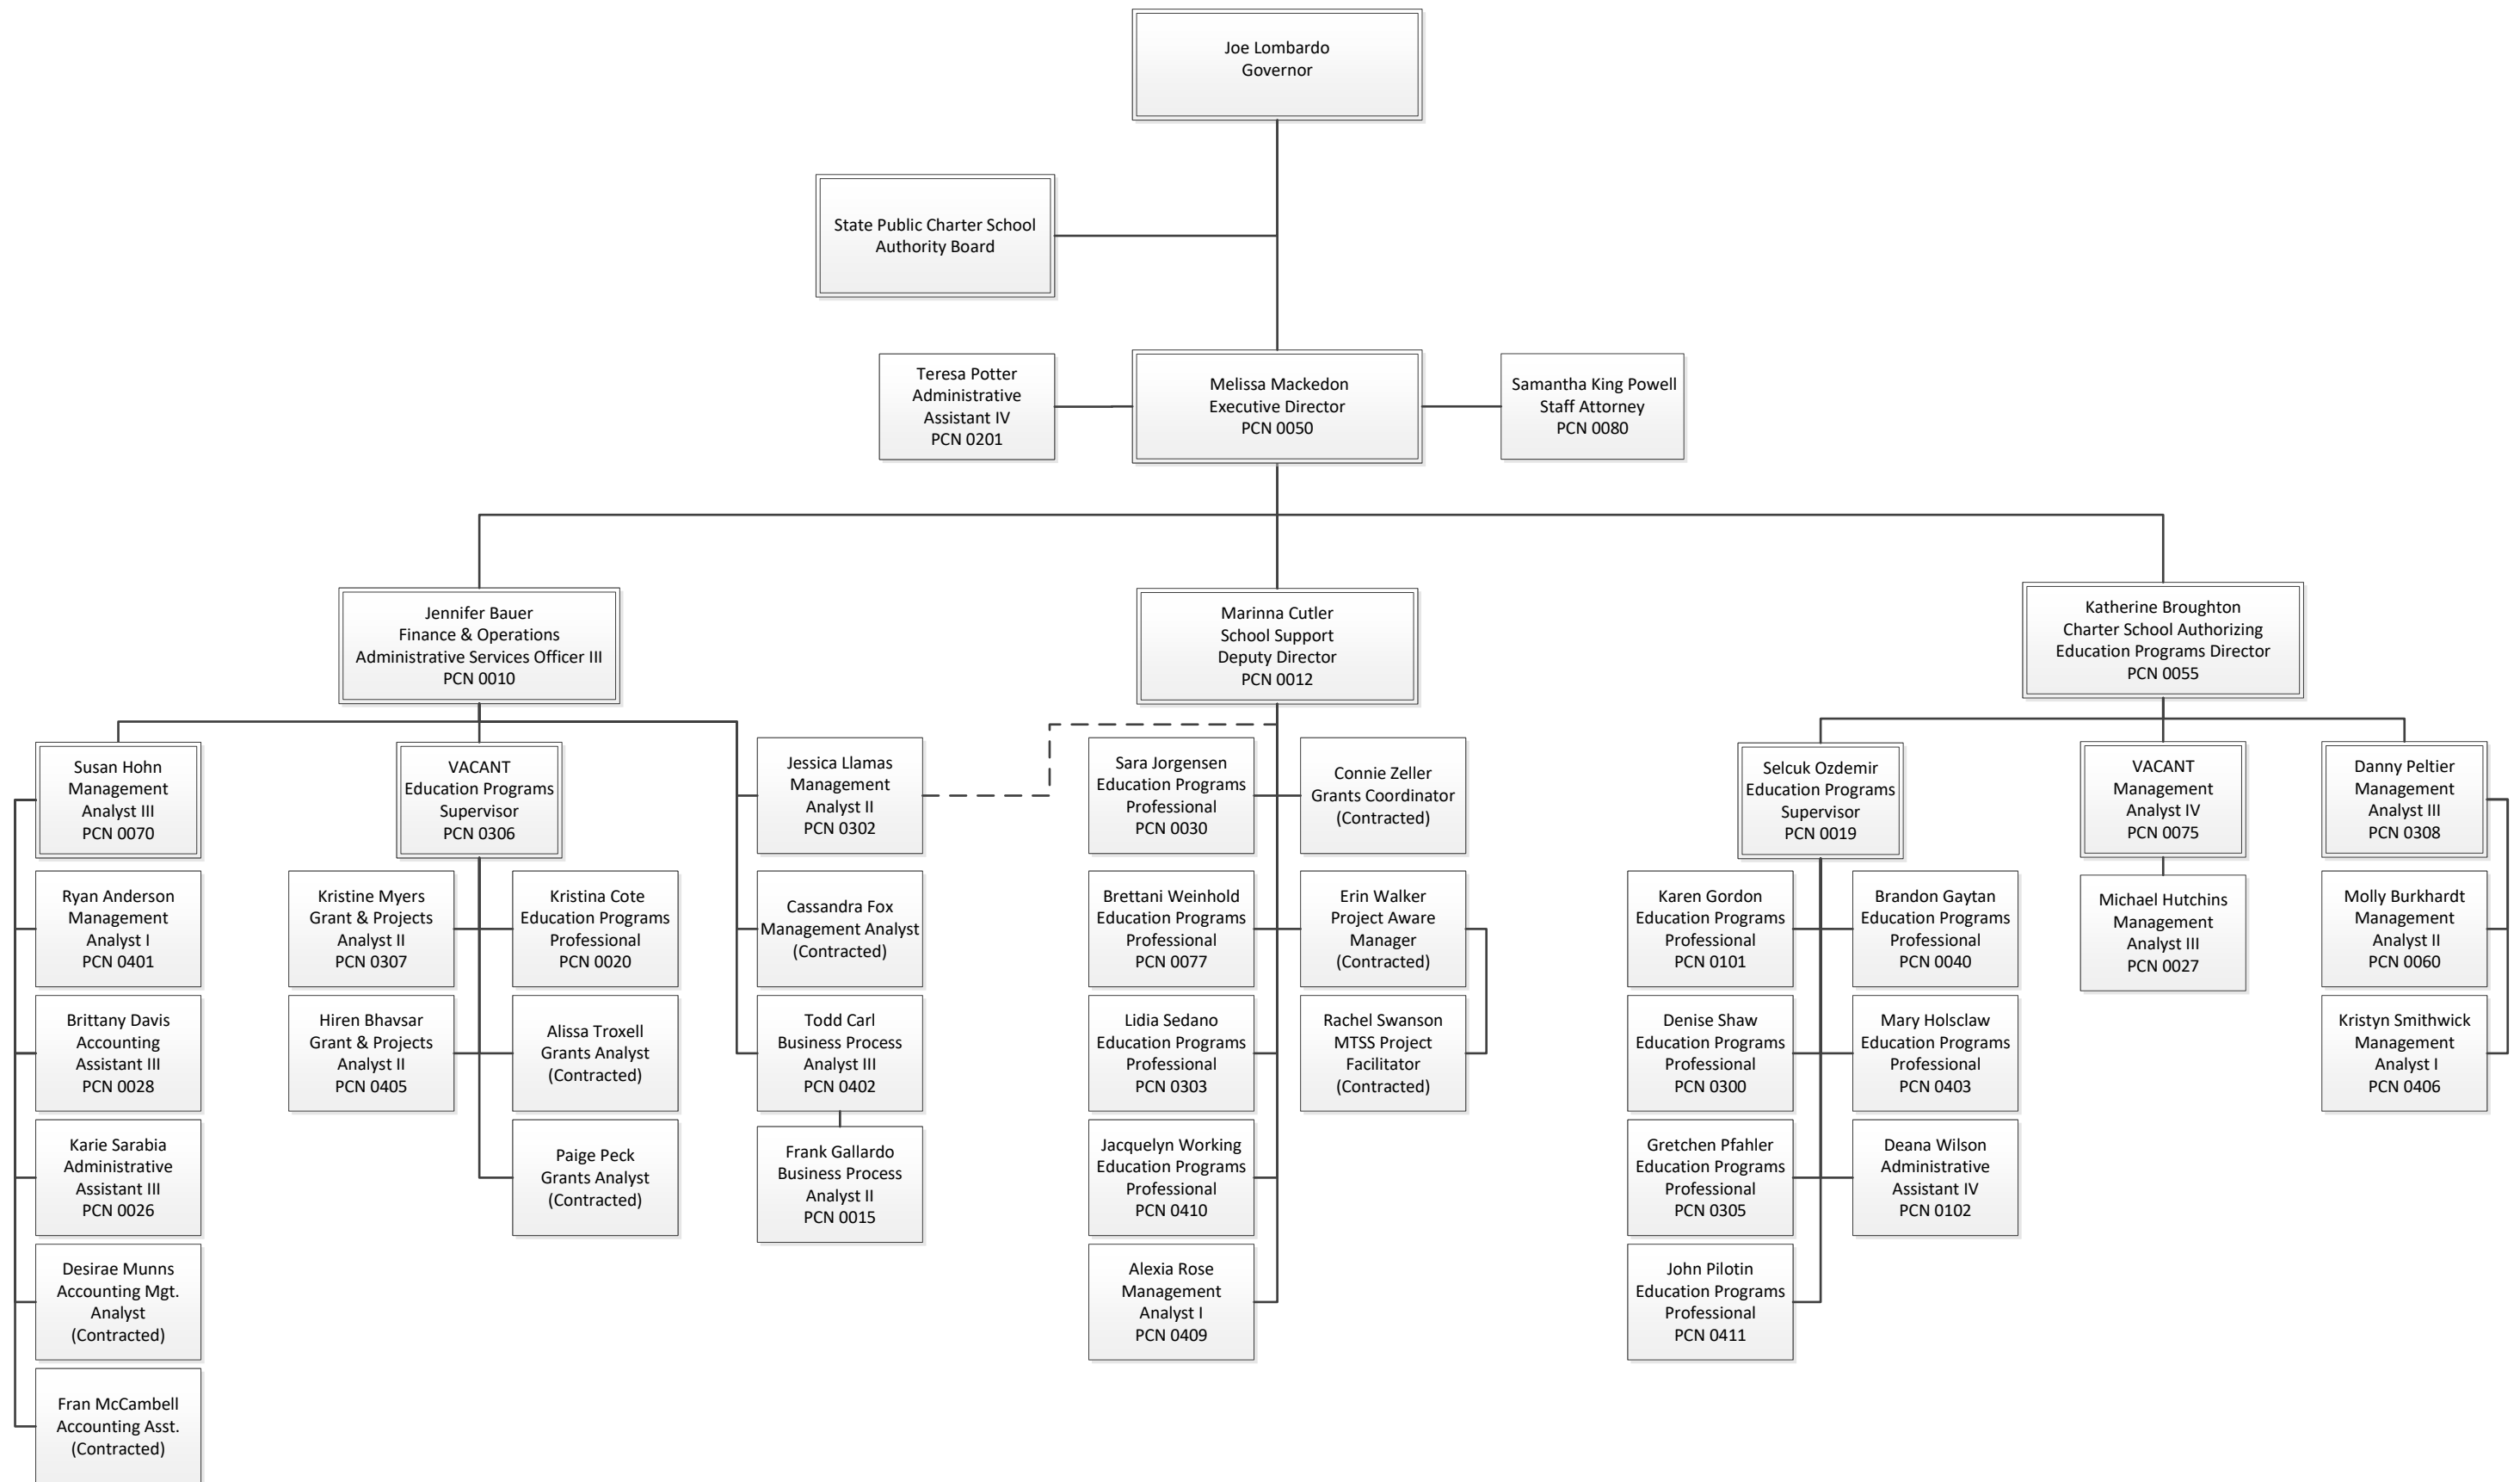 Joe Lombardo
Governor
State Public Charter School
Authority Board
Teresa Potter
Administrative
Assistant IV
PCN 0201
Melissa Mackedon
Executive Director
PCN 0050
Samantha King Powell
Staff Attorney
PCN 0080
Jennifer Bauer
Finance & Operations
Administrative Services Officer III
PCN 0010
Marinna Cutler
School Support
Deputy Director
PCN 0012
Katherine Broughton
Charter School Authorizing
Education Programs Director
PCN 0055
Susan Hohn
Management
Analyst III
PCN 0070
Ryan Anderson
Management
Analyst I
PCN 0401
Brittany Davis
Accounting
Assistant III
PCN 0028
Karie Sarabia
Administrative
Assistant III
PCN 0026
Desirae Munns
Accounting Mgt.
Analyst
(Contracted)
Fran McCambell
Accounting Asst.
(Contracted)
VACANT
Education Programs
Supervisor
PCN 0306
Kristine Myers
Grant & Projects
Analyst II
PCN 0307
Kristina Cote
Education Programs
Professional
PCN 0020
Hiren Bhavsar
Grant & Projects
Analyst II
PCN 0405
Alissa Troxell
Grants Analyst
(Contracted)
Paige Peck
Grants Analyst
(Contracted)
Jessica Llamas
Management
Analyst II
PCN 0302
Cassandra Fox
Management Analyst
(Contracted)
Todd Carl
Business Process
Analyst III
PCN 0402
Frank Gallardo
Business Process
Analyst II
PCN 0015
Sara Jorgensen
Education Programs
Professional
PCN 0030
Connie Zeller
Grants Coordinator
(Contracted)
Brettani Weinhold
Education Programs
Professional
PCN 0077
Erin Walker
Project Aware
Manager
(Contracted)
Lidia Sedano
Education Programs
Professional
PCN 0303
Rachel Swanson
MTSS Project
Facilitator
(Contracted)
Jacquelyn Working
Education Programs
Professional
PCN 0410
Alexia Rose
Management
Analyst I
PCN 0409
Selcuk Ozdemir
Education Programs
Supervisor
PCN 0019
Karen Gordon
Education Programs
Professional
PCN 0101
Brandon Gaytan
Education Programs
Professional
PCN 0040
Denise Shaw
Education Programs
Professional
PCN 0300
Mary Holsclaw
Education Programs
Professional
PCN 0403
Gretchen Pfahler
Education Programs
Professional
PCN 0305
Deana Wilson
Administrative
Assistant IV
PCN 0102
John Pilotin
Education Programs
Professional
PCN 0411
VACANT
Management
Analyst IV
PCN 0075
Michael Hutchins
Management
Analyst III
PCN 0027
Danny Peltier
Management
Analyst III
PCN 0308
Molly Burkhardt
Management
Analyst II
PCN 0060
Kristyn Smithwick
Management
Analyst I
PCN 0406